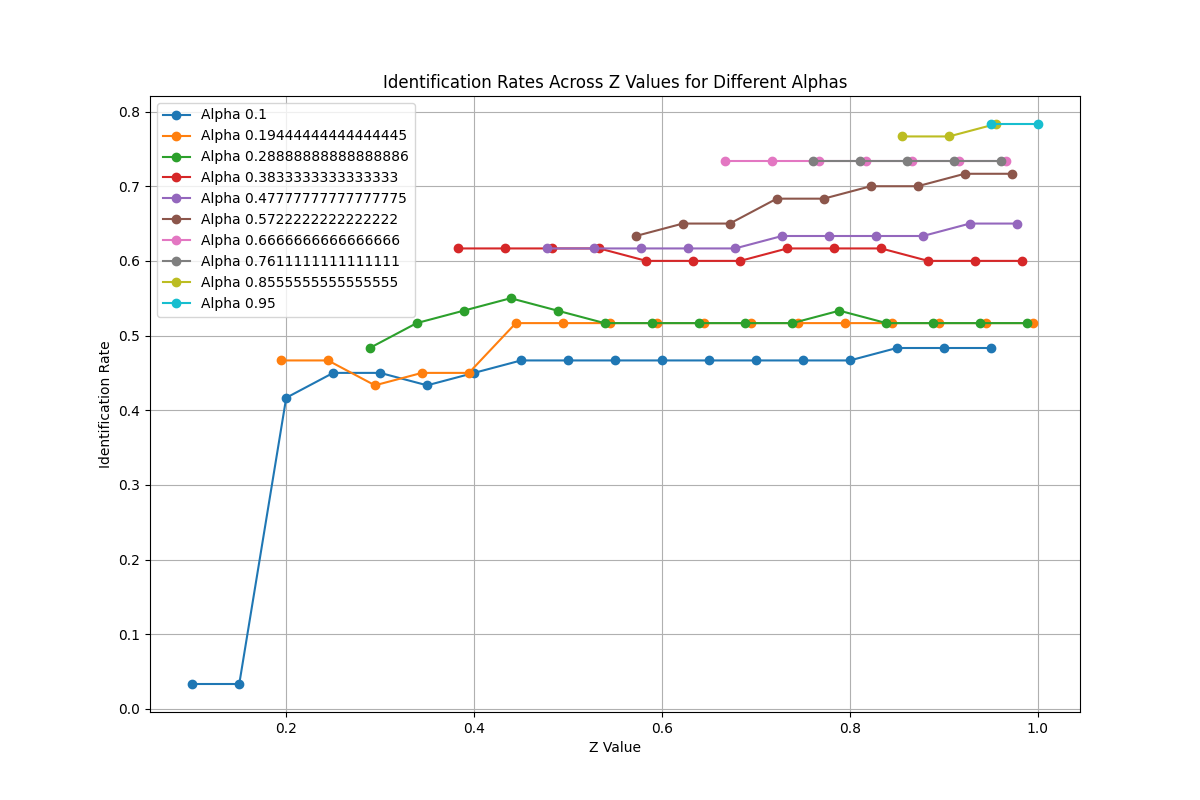 Identification Rates Across Z Values for Different Alphas
Alpha 0.1
Alpha 0.19444444444444445
Alpha 0.28888888888888886
Alpha 0.3833333333333333
Alpha 0.47777777777777775
Alpha 0.5722222222222222
Alpha 0.6666666666666666
Alpha 0.7611111111111111
Alpha 0.8555555555555555
Alpha 0.95
0.8
0.7
0.6
0.5
0.4
0.3
0.2
0.1
0.0
Identification Rate
0.2 0.4 0.6 0.8 1.0
Z Value